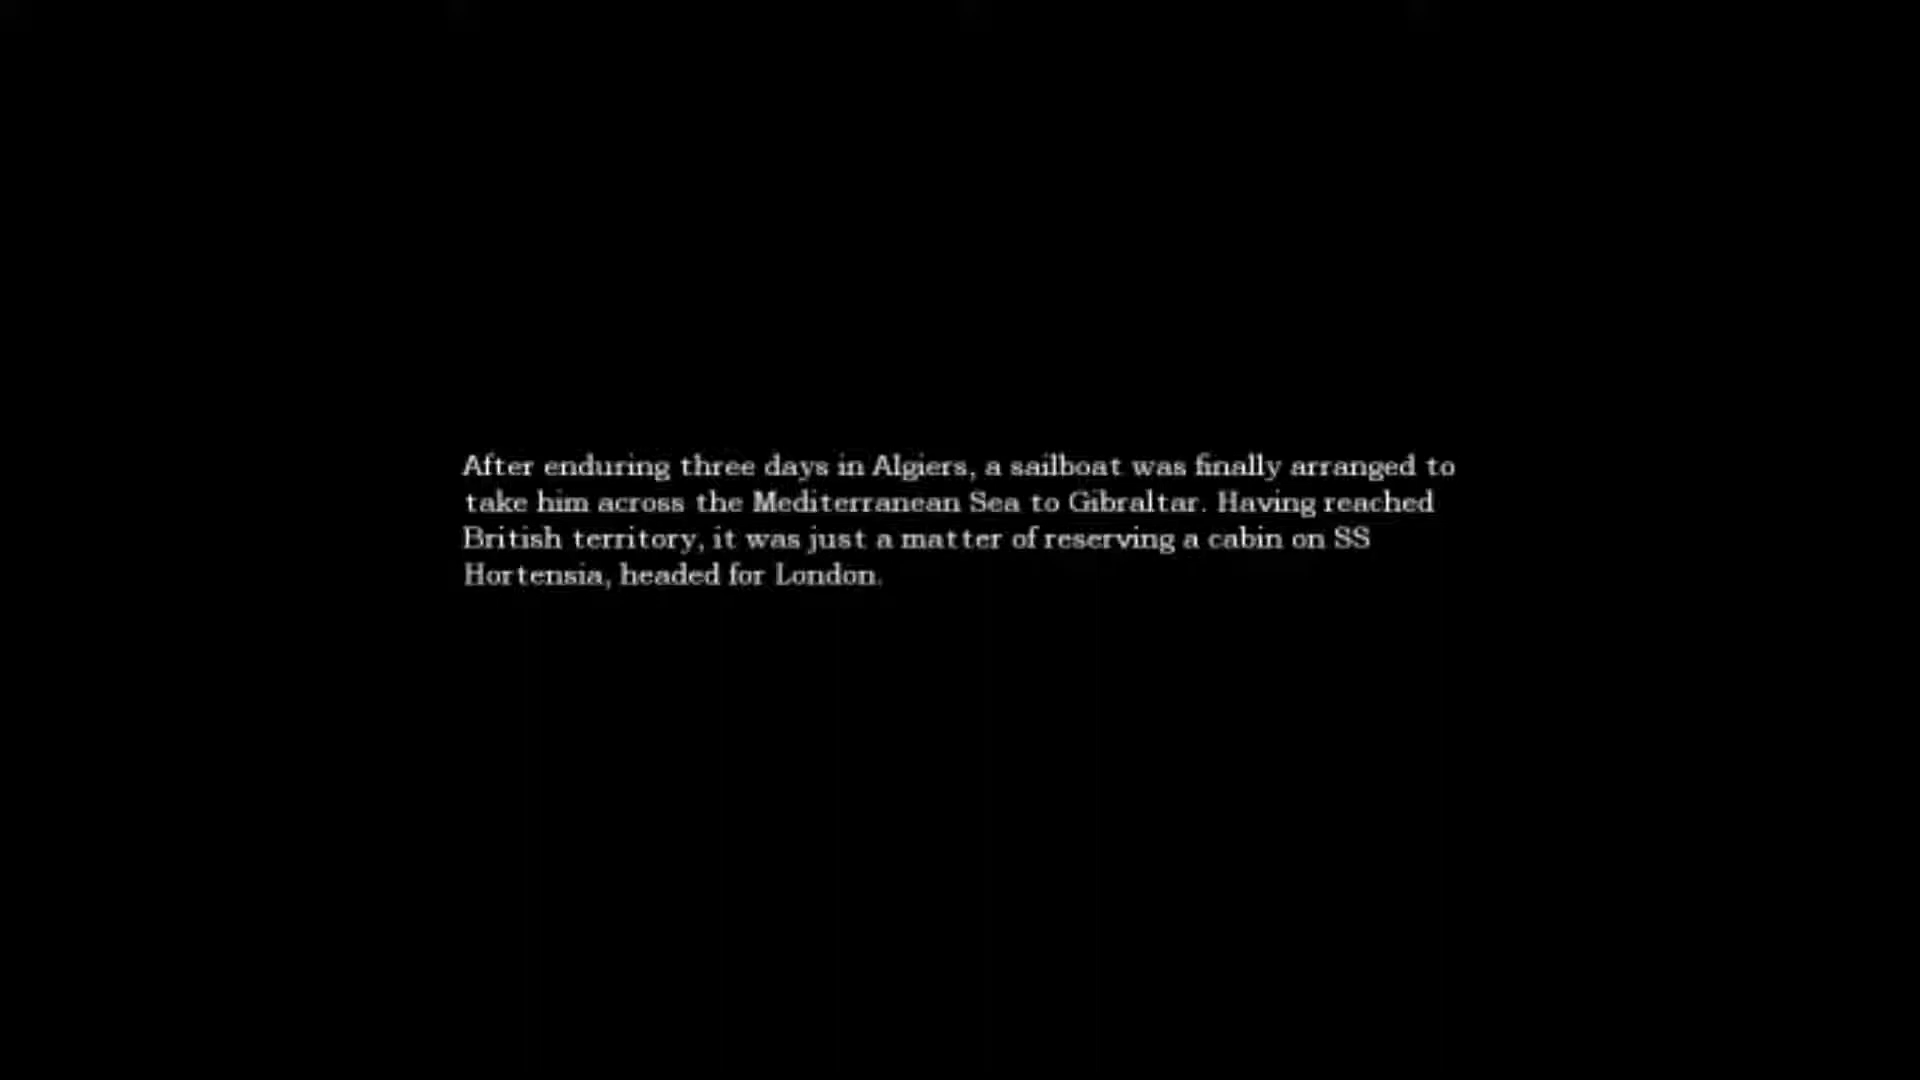 After enduring three days in Algiers, a sailboat was finally arranged to
take him across the Mediterranean Sea to Gibraltar. Having reached
British territory, it was just a matter of reserving a cabin on SS
Hortensia, headed for London.